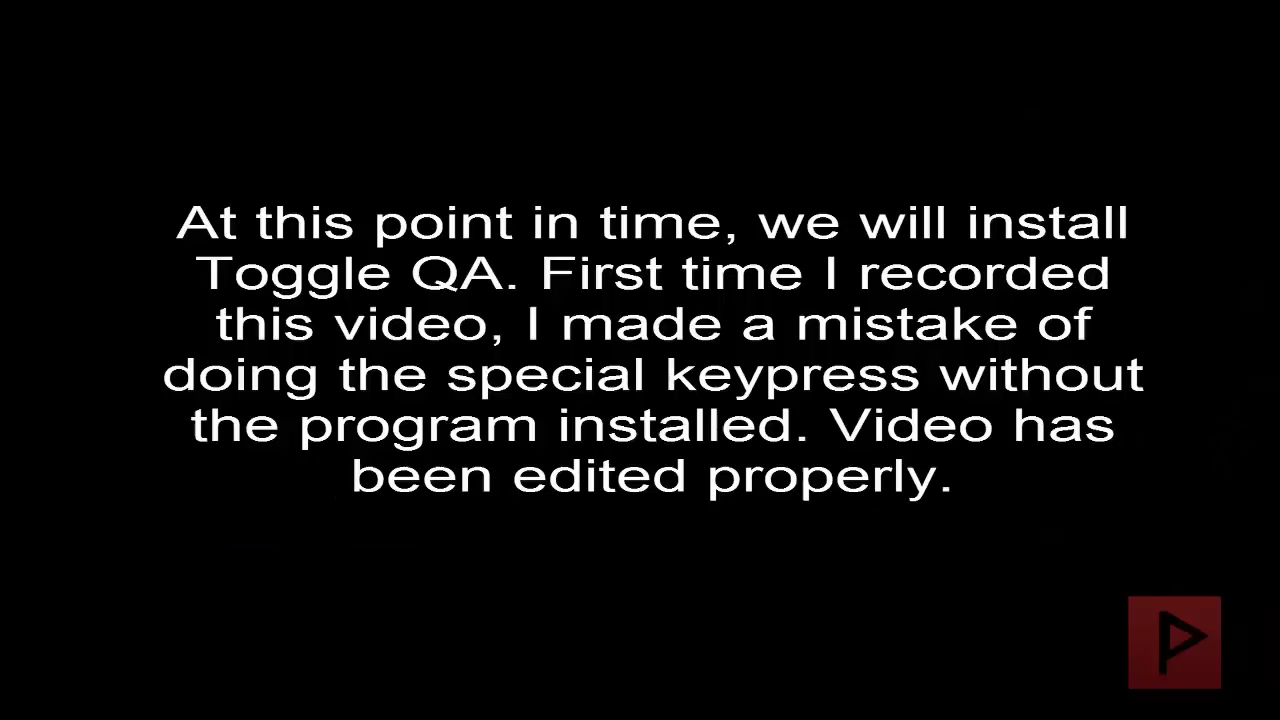 At this point in time, we will install
Toggle QA. First time I recorded
this video, I made a mistake of
doing the special keypress without
the program installed. Video has
been edited properly.